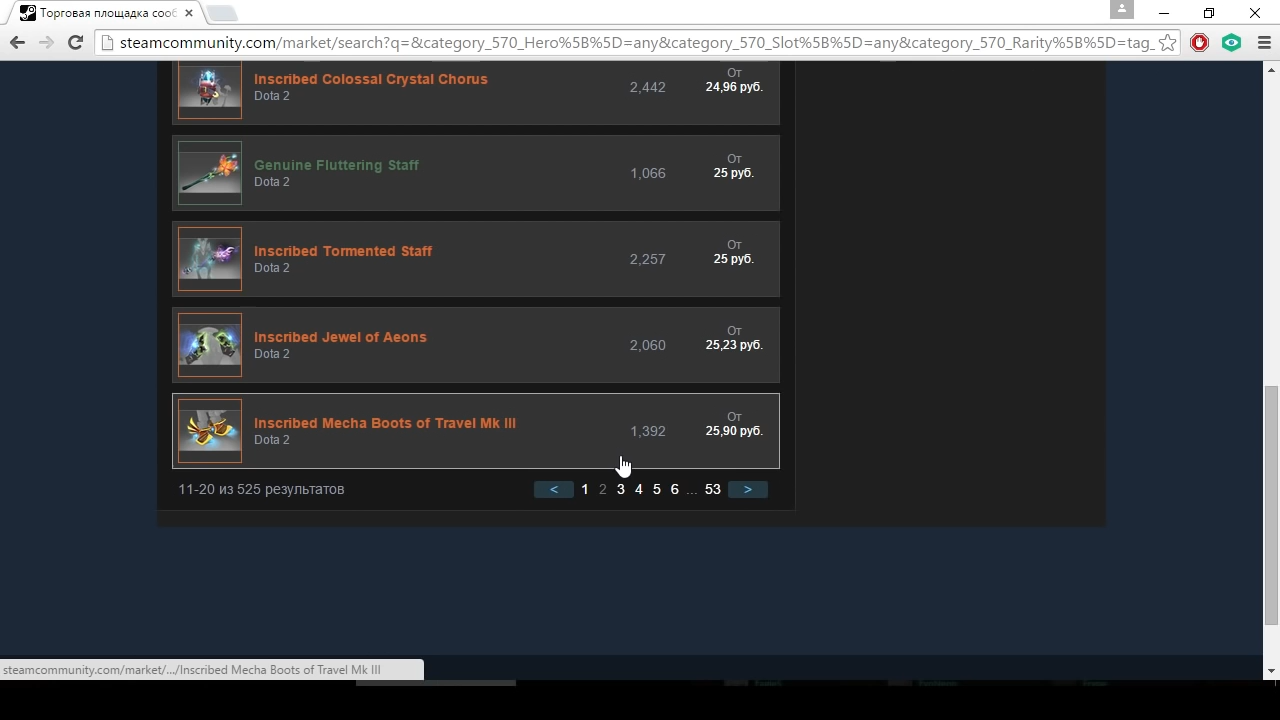 Торговая площадка сооб
steamcommunity.com/market/search?q=&category_570_Hero%5B%5D=any&category_570_Slot%5B%5D=any&category_570_Rarity%5B%5D=tag_
Inscribed Colossal Crystal Chorus
Dota 2
2,442
От
24,96 руб.
Genuine Fluttering Staff
Dota 2
1,066
От
25 руб.
Inscribed Tormented Staff
Dota 2
2,257
От
25 руб.
Inscribed Jewel of Aeons
Dota 2
2,060
От
25,23 руб.
Inscribed Mecha Boots of Travel Mk III
Dota 2
1,392
От
25,90 руб.
11-20 из 525 результатов
< 1 2 3 4 5 6 ... 53 >
steamcommunity.com/market/.../Inscribed Mecha Boots of Travel Mk III